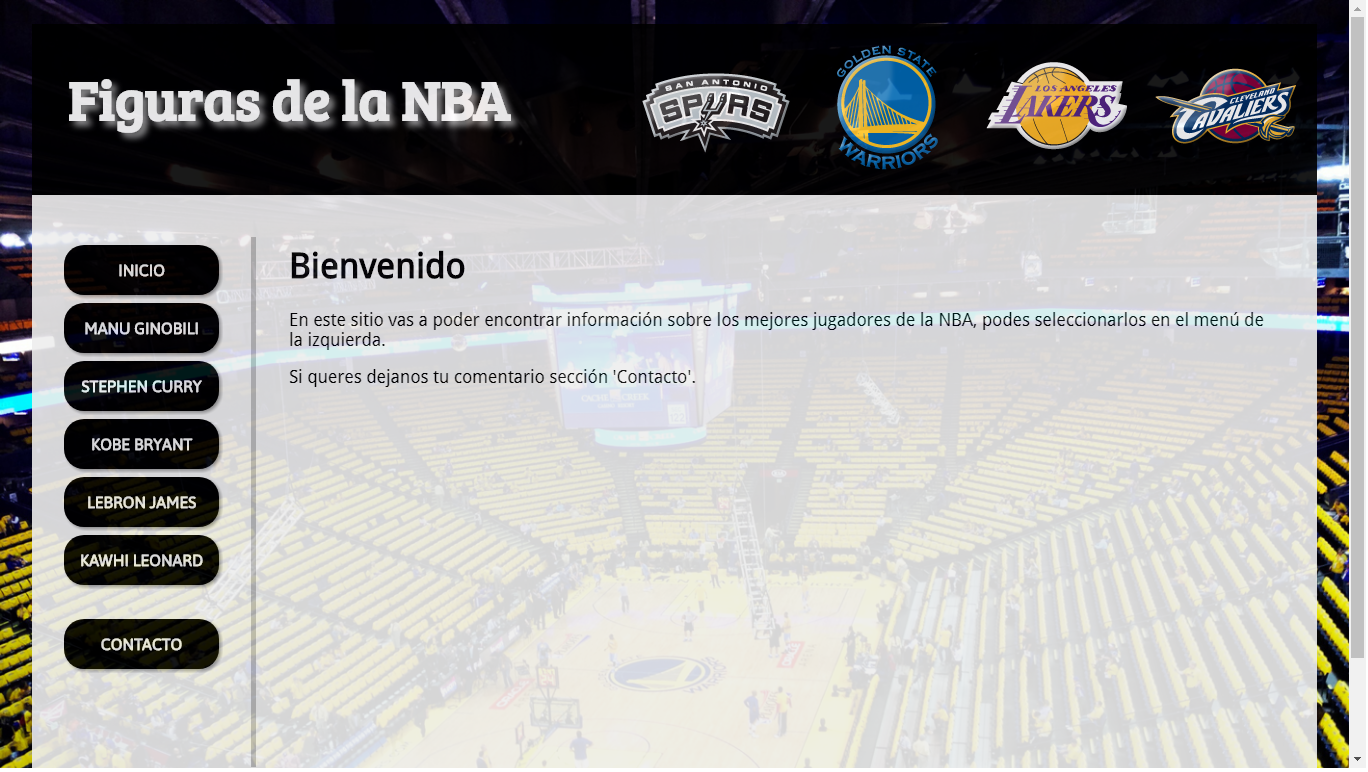 Figuras de la NBA
SAN ANTONIO
SPURS
GOLDEN STATE
WARRIORS
LOS ANGELES
LAKERS
CLEVELAND
CAVALIERS
INICIO
MANU GINOBILI
STEPHEN CURRY
KOBE BRYANT
LEBRON JAMES
KAWHI LEONARD
CONTACTO
Bienvenido
En este sitio vas a poder encontrar información sobre los mejores jugadores de la NBA, podes seleccionarlos en el menú de
la izquierda.
Si queres dejanos tu comentario sección 'Contacto'.
WARRIORS